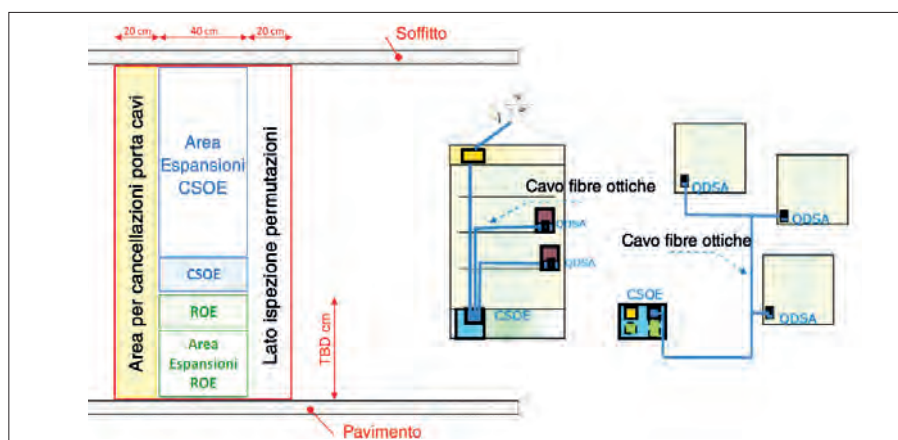 20 cm 40 cm 20 cm
Soffitto
Area per cancellazioni porta cavi
Area
Espansioni
CSOE
CSOE
ROE
Area
Espansioni
ROE
Lato ispezione permutazioni
TBD cm
Pavimento
Cavo fibre ottiche
QDSA
QDSA
CSOE
QDSA
QDSA
Cavo fibre ottiche
CSOE
QDSA